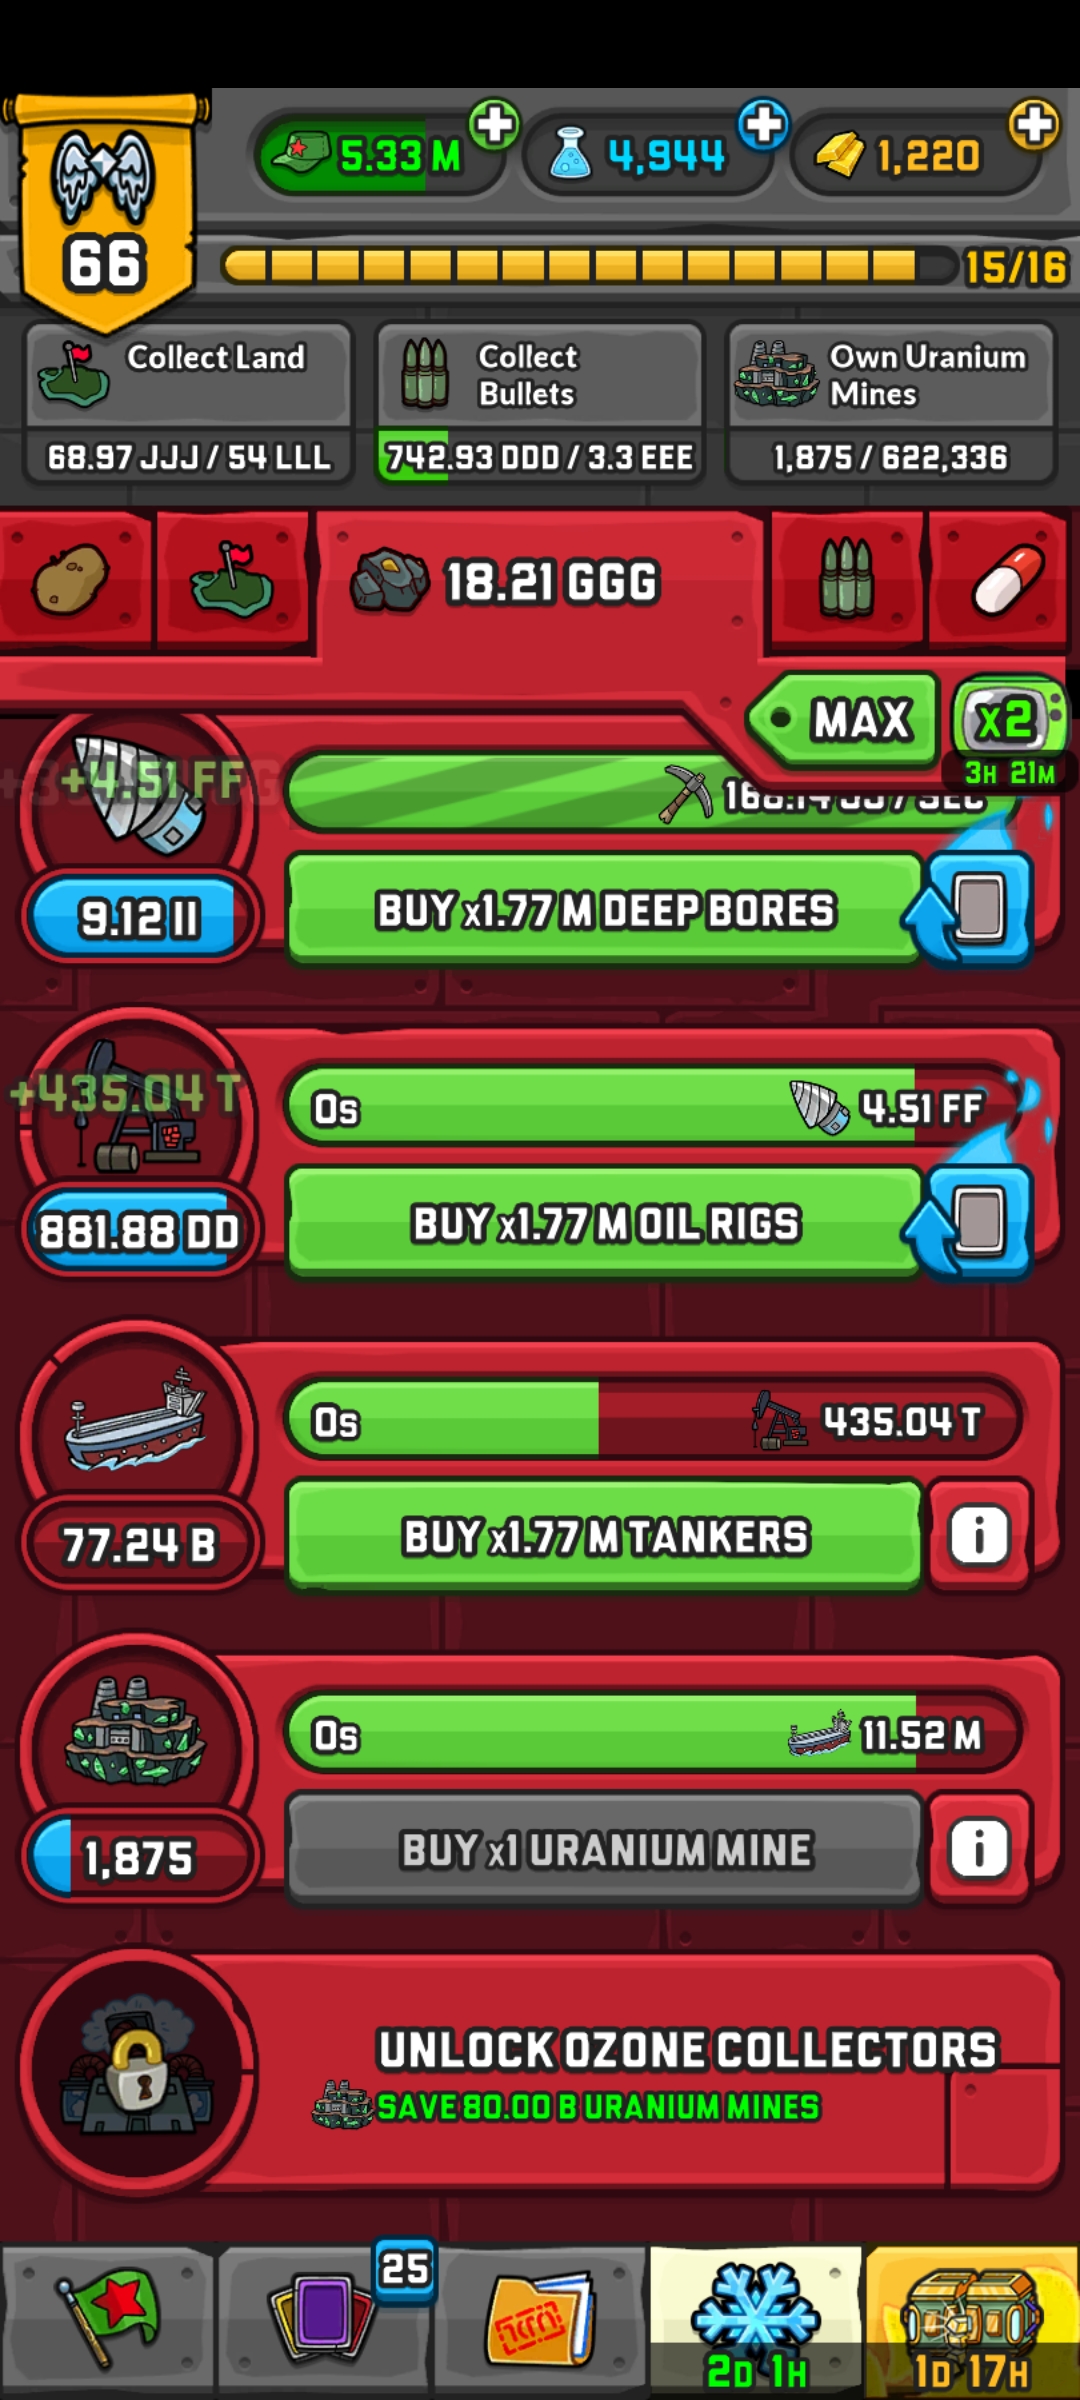 5.33 M
4,944
1,220
66
15/16
Collect Land
68.97 JJJ / 54 LLL
Collect
Bullets
742.93 DDD / 3.3 EEE
Own Uranium
Mines
1,875 / 622,336
18.21 GGG
MAX
x2
3H 21M
+4.51 FF
9.12 II
BUY x1.77 M DEEP BORES
+435.04 T
0s
4.51 FF
881.88 DD
BUY x1.77 M OIL RIGS
0s
435.04 T
77.24 B
BUY x1.77 M TANKERS
i
0s
11.52 M
1,875
BUY x1 URANIUM MINE
i
UNLOCK OZONE COLLECTORS
SAVE 80.00 B URANIUM MINES
25
2D 1H
1D 17H